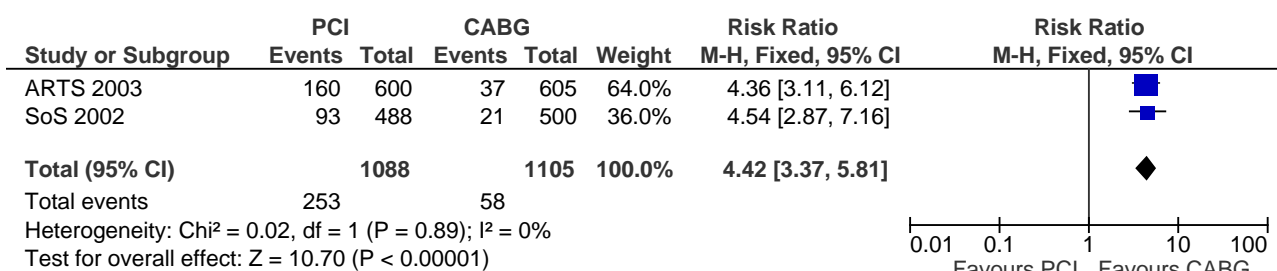 PCI CABG Risk Ratio Risk Ratio
Study or Subgroup Events Total Events Total Weight M-H, Fixed, 95% CI M-H, Fixed, 95% CI
ARTS 2003 160 600 37 605 64.0% 4.36 [3.11, 6.12]
SoS 2002 93 488 21 500 36.0% 4.54 [2.87, 7.16]
Total (95% CI) 1088 1105 100.0% 4.42 [3.37, 5.81]
Total events 253 58
Heterogeneity: Chi² = 0.02, df = 1 (P = 0.89); I² = 0%
Test for overall effect: Z = 10.70 (P < 0.00001)
0.01 0.1 1 10 100
Favours PCI Favours CABG